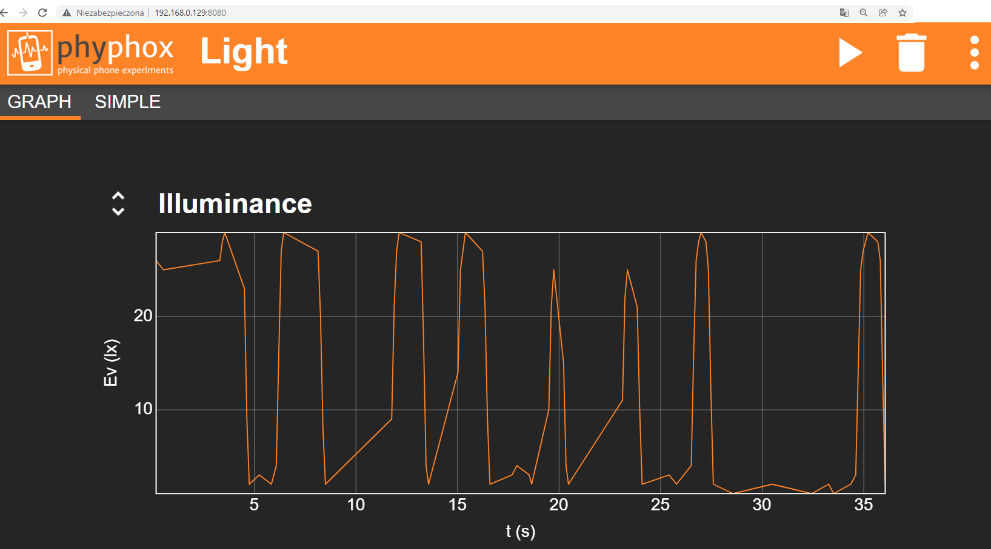 Niezabezpieczona | 192.168.0.129:8080
phyphox
physical phone experiments
Light
GRAPH SIMPLE
Illuminance
Ev (lx)
20
10
5 10 15 20 25 30 35
t (s)